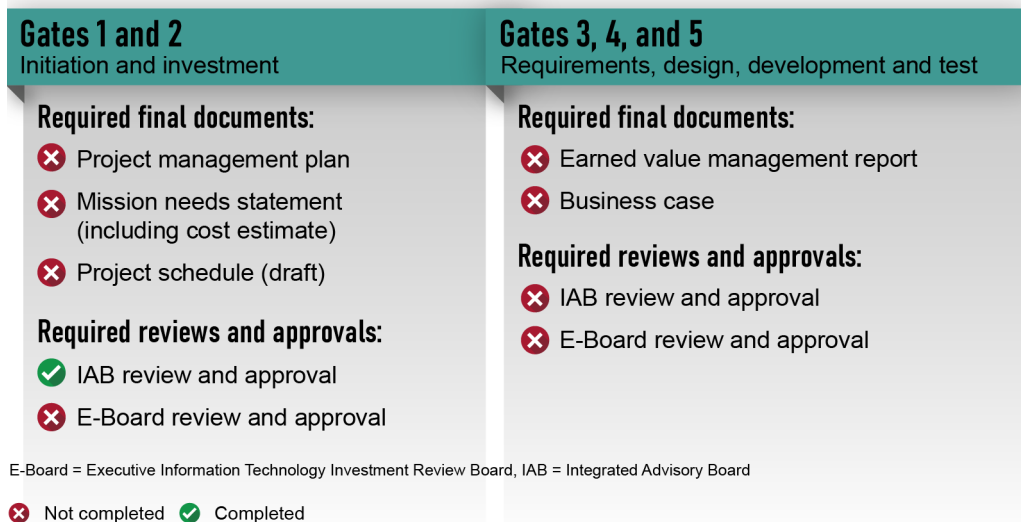 Gates 1 and 2
Initiation and investment
Required final documents:
Project management plan
Mission needs statement
(including cost estimate)
Project schedule (draft)
Required reviews and approvals:
IAB review and approval
E-Board review and approval
Gates 3, 4, and 5
Requirements, design, development and test
Required final documents:
Earned value management report
Business case
Required reviews and approvals:
IAB review and approval
E-Board review and approval
E-Board = Executive Information Technology Investment Review Board, IAB = Integrated Advisory Board
Not completed Completed